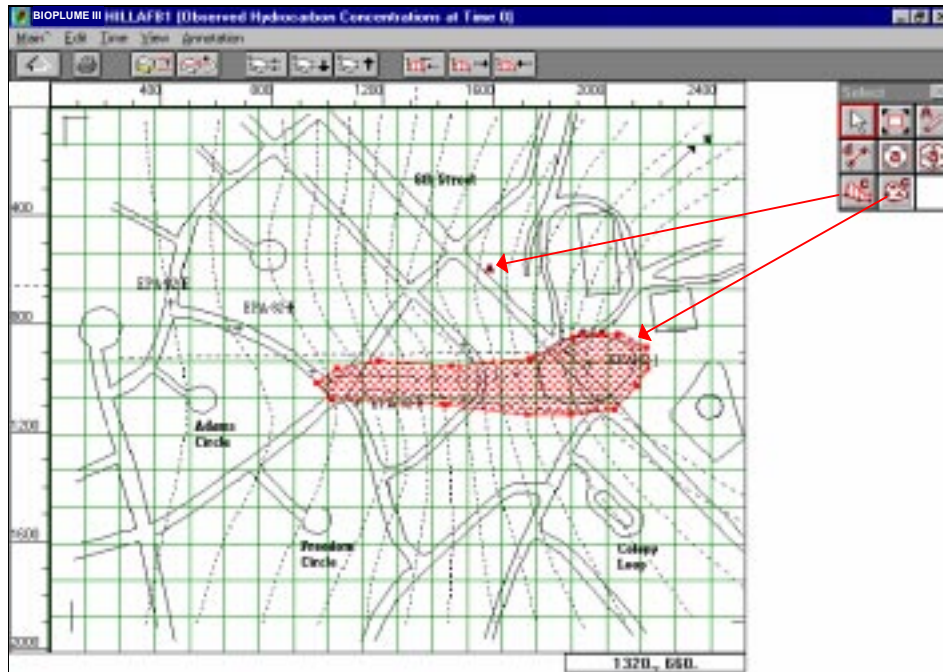 BIOPLUME III HILLAFB1 (Observed Hydrocarbon Concentrations at Time 0)
Main Edit Time View Annotation
400 800 1200 1600 2000 2400
Select
6th Street
400
800
1200
Adams
Circle
1600
Freedom
Circle
Loop
2000
1320., 660.